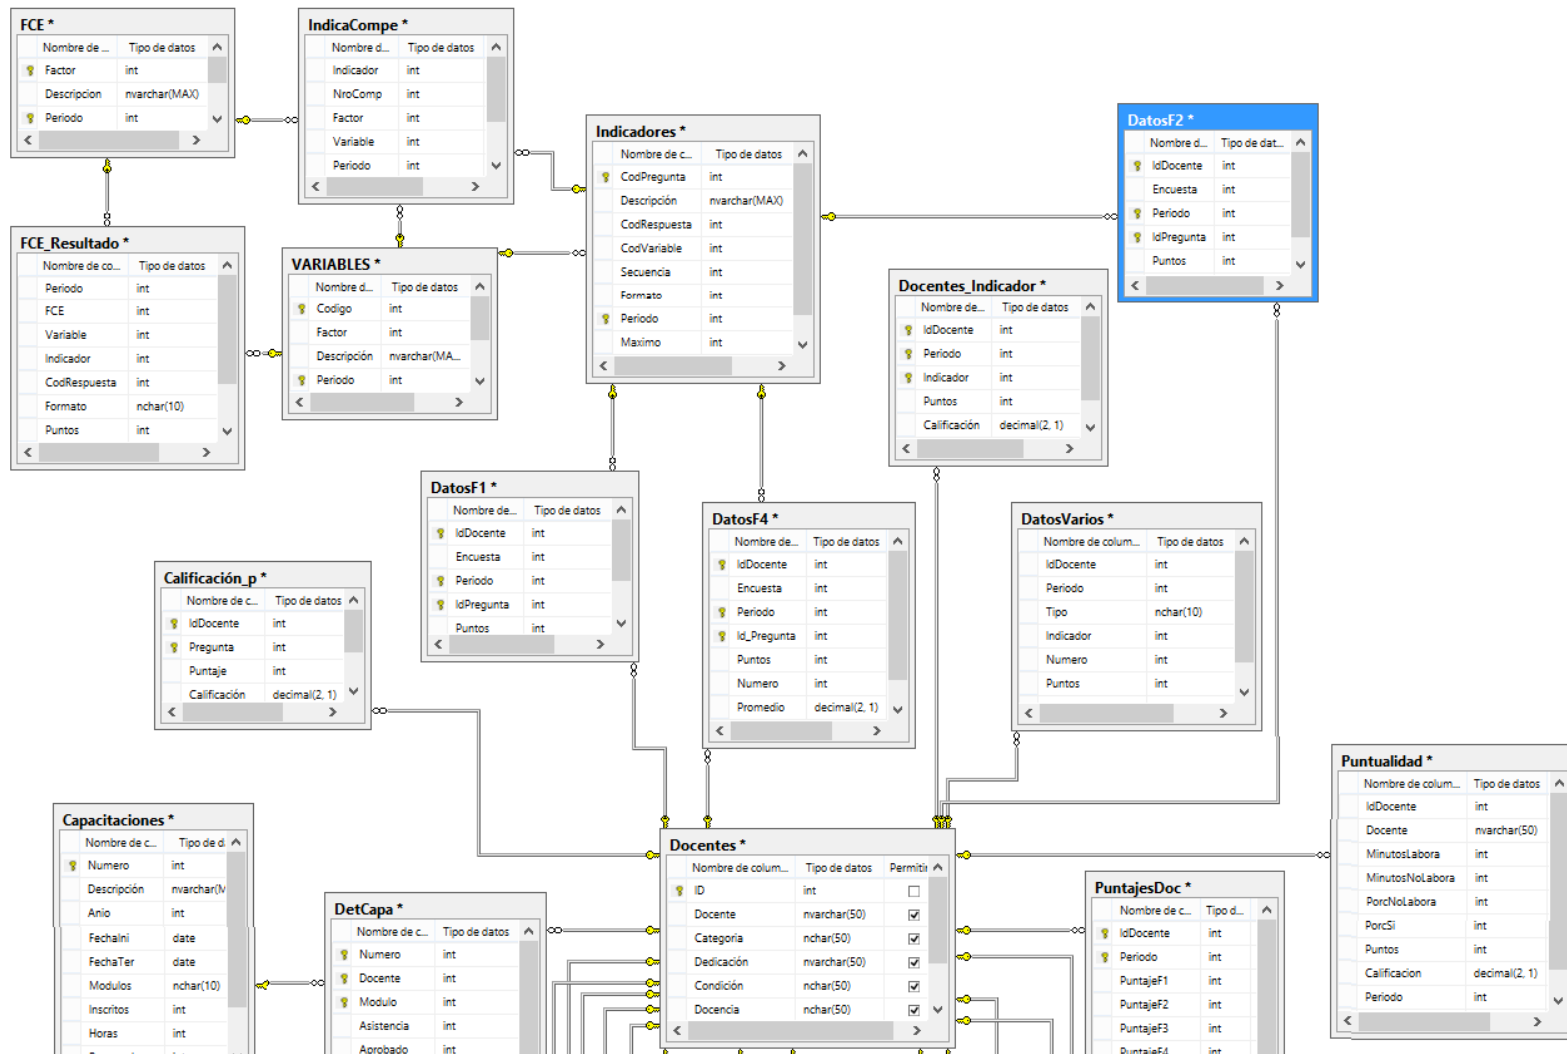 FCE *
Nombre de ... Tipo de datos
Factor int
Descripcion nvarchar(MAX)
Periodo int
IndicaCompe *
Nombre d... Tipo de datos
Indicador int
NroComp int
Factor int
Variable int
Periodo int
Indicadores *
Nombre de c... Tipo de datos
CodPregunta int
Descripción nvarchar(MAX)
CodRespuesta int
CodVariable int
Secuencia int
Formato int
Periodo int
Maximo int
DatosF2 *
Nombre d... Tipo de dat...
IdDocente int
Encuesta int
Periodo int
IdPregunta int
Puntos int
FCE_Resultado *
Nombre de co... Tipo de datos
Periodo int
FCE int
Variable int
Indicador int
CodRespuesta int
Formato nchar(10)
Puntos int
VARIABLES *
Nombre d... Tipo de datos
Codigo int
Factor int
Descripción nvarchar(MA...
Periodo int
Docentes_Indicador *
Nombre de... Tipo de datos
IdDocente int
Periodo int
Indicador int
Puntos int
Calificación decimal(2, 1)
DatosF1 *
Nombre de... Tipo de datos
IdDocente int
Encuesta int
Periodo int
IdPregunta int
Puntos int
DatosF4 *
Nombre de... Tipo de datos
IdDocente int
Encuesta int
Periodo int
Id_Pregunta int
Puntos int
Numero int
Promedio decimal(2, 1)
DatosVarios *
Nombre de colum... Tipo de datos
IdDocente int
Periodo int
Tipo nchar(10)
Indicador int
Numero int
Puntos int
Calificación_p *
Nombre de c... Tipo de datos
IdDocente int
Pregunta int
Puntaje int
Calificación decimal(2, 1)
Puntualidad *
Nombre de colum... Tipo de datos
IdDocente int
Docente nvarchar(50)
MinutosLabora int
MinutosNoLabora int
PorcNoLabora int
PorcSi int
Puntos int
Calificacion decimal(2, 1)
Periodo int
Capacitaciones *
Nombre de c... Tipo de d
Numero int
Descripción nvarchar(M
Anio int
FechaIni date
FechaTer date
Modulos nchar(10)
Inscritos int
Horas int
DetCapa *
Nombre de c... Tipo de datos
Numero int
Docente int
Modulo int
Asistencia int
Aprobado int
Docentes *
Nombre de colum... Tipo de datos Permitir
ID int
Docente nvarchar(50)
Categoria nchar(50)
Dedicación nvarchar(50)
Condición nchar(50)
Docencia nchar(50)
PuntajesDoc *
Nombre de c... Tipo d...
IdDocente int
Periodo int
PuntajeF1 int
PuntajeF2 int
PuntajeF3 int
PuntajeF4 int